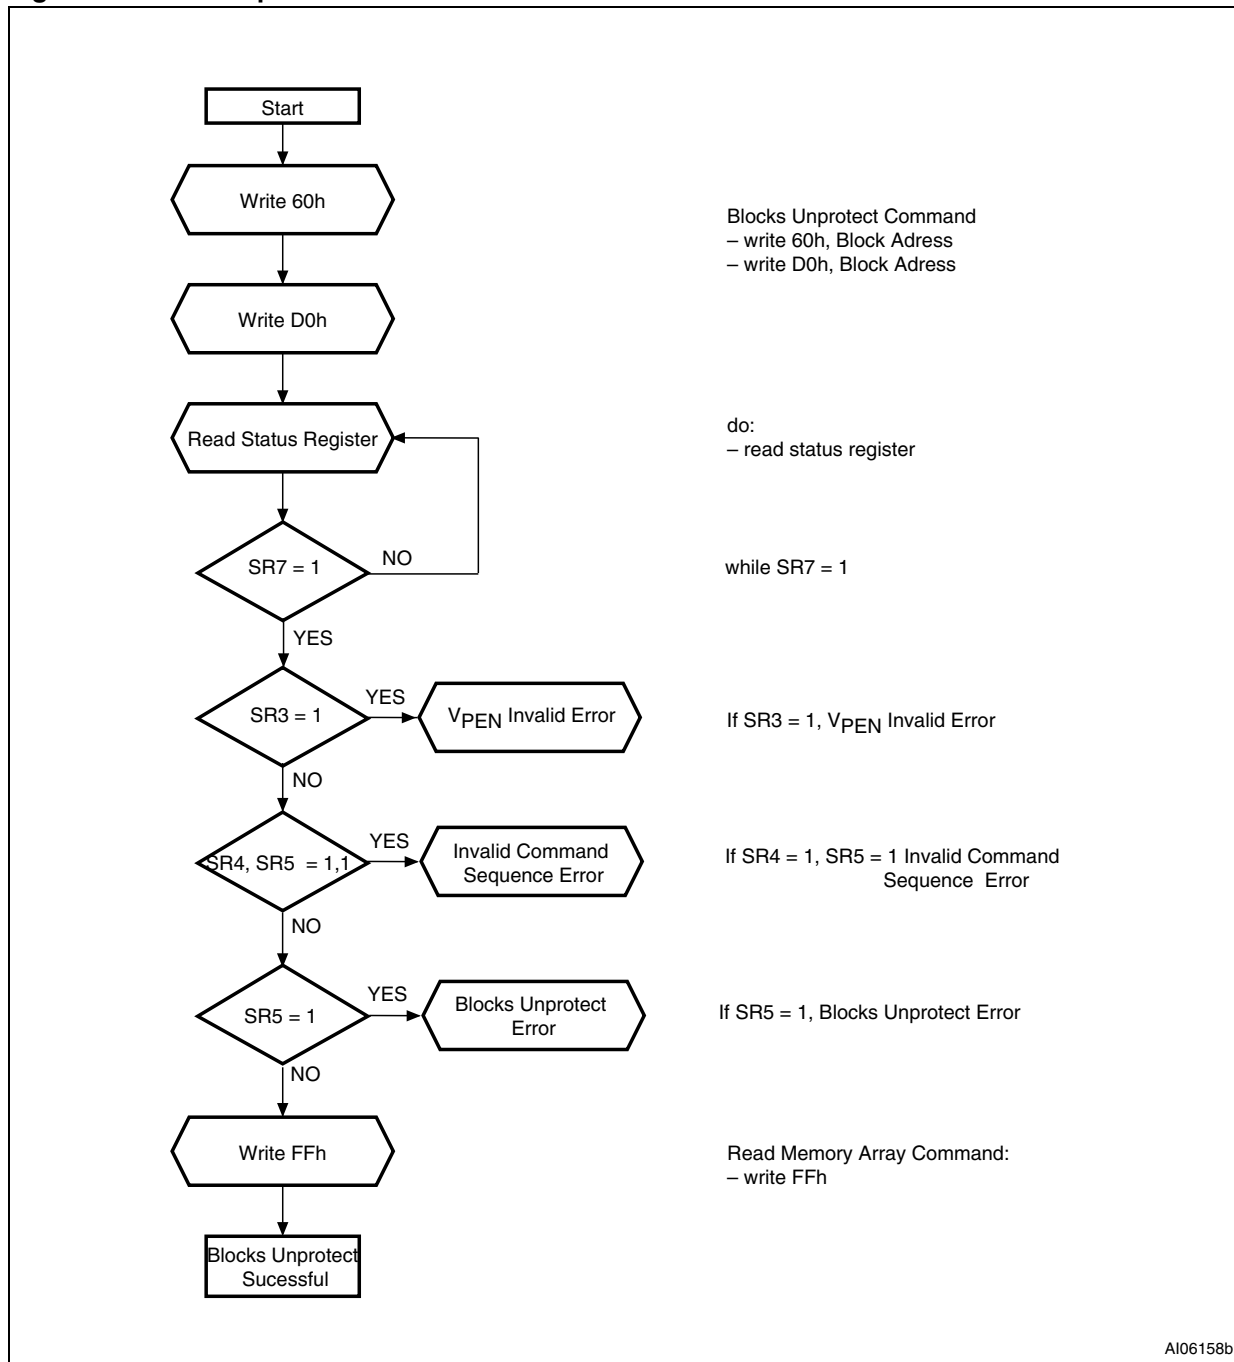 Start
Write 60h
Blocks Unprotect Command
– write 60h, Block Adress
– write D0h, Block Adress
Write D0h
Read Status Register
do:
– read status register
SR7 = 1
NO
while SR7 = 1
YES
SR3 = 1
YES
VPEN Invalid Error
If SR3 = 1, VPEN Invalid Error
NO
SR4, SR5 = 1,1
YES
Invalid Command
Sequence Error
If SR4 = 1, SR5 = 1 Invalid Command
Sequence Error
NO
SR5 = 1
YES
Blocks Unprotect
Error
If SR5 = 1, Blocks Unprotect Error
NO
Write FFh
Read Memory Array Command:
– write FFh
Blocks Unprotect
Sucessful
AI06158b